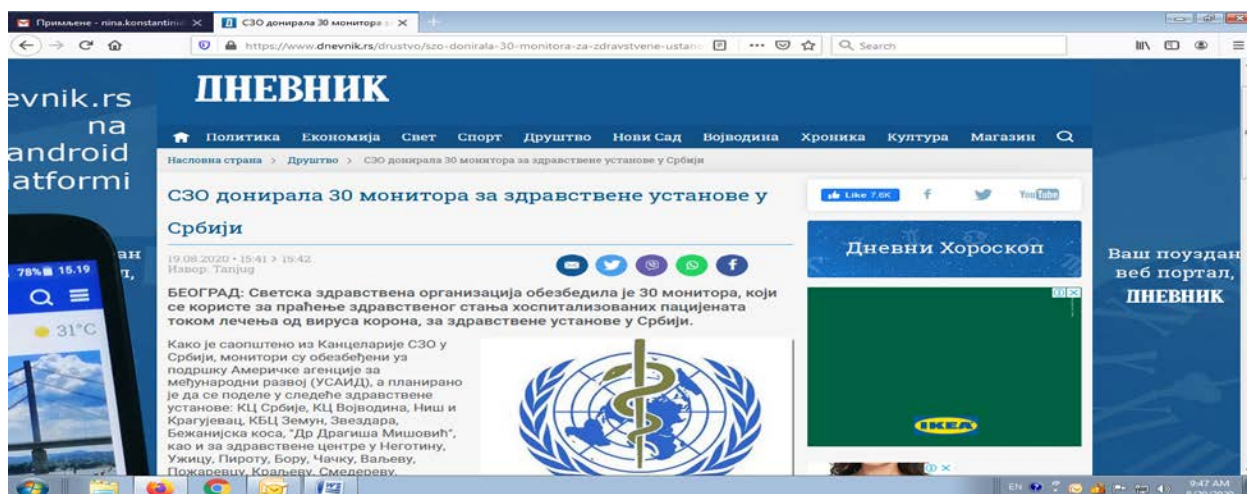 Примљене - nina.konstantini
СЗО донирала 30 монитора з
https://www.dnevnik.rs/drustvo/szo-donirala-30-monitora-za-zdravstvene-ustano
Search
evnik.rs
na
android
latformi
78% 15.19
31°C
ДНЕВНИК
Политика Економија Свет Спорт Друштво Нови Сад Војводина Хроника Култура Магазин
Насловна страна > Друштво > СЗО донирала 30 монитора за здравствене установе у Србији
СЗО донирала 30 монитора за здравствене установе у
Србији
19.08.2020 • 15:41 > 15:42
Извор: Tanjug
БЕОГРАД: Светска здравствена организација обезбедила је 30 монитора, који
се користе за праћење здравственог стања хоспитализованих пацијената
током лечења од вируса корона, за здравствене установе у Србији.
Како је саопштено из Канцеларије СЗО у
Србији, монитори су обезбеђени уз
подршку Америчке агенције за
међународни развој (УСАИД), а планирано
је да се поделе у следеће здравствене
установе: КЦ Србије, КЦ Војводина, Ниш и
Крагујевац, КБЦ Земун, Звездара,
Бежанијска коса, "Др Драгиша Мишовић",
као и за здравствене центре у Неготину,
Ужицу, Пироту, Бору, Чачку, Ваљеву,
Пожаревцу, Краљеву, Смедереву,
Like 7.6K
YouTube
Дневни Хороскоп
IKEA
ан
л,
Ваш поуздан
веб портал,
ДНЕВНИК
EN
9:47 AM